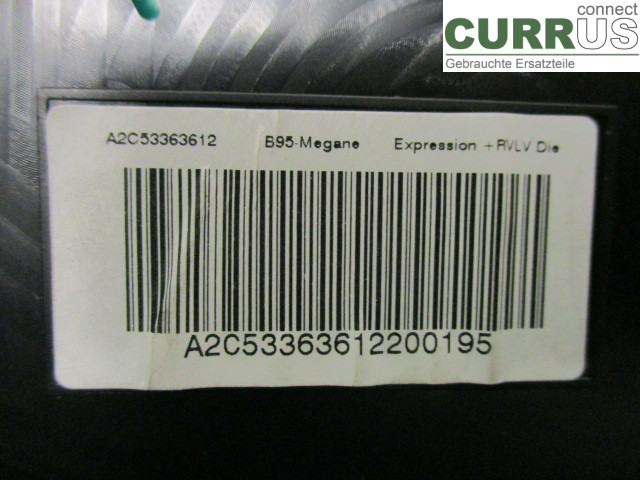 connect
CURRUS
Gebrauchte Ersatzteile
A2C53363612 B95-Megane Expression +RVLV Die
A2C53363612200195